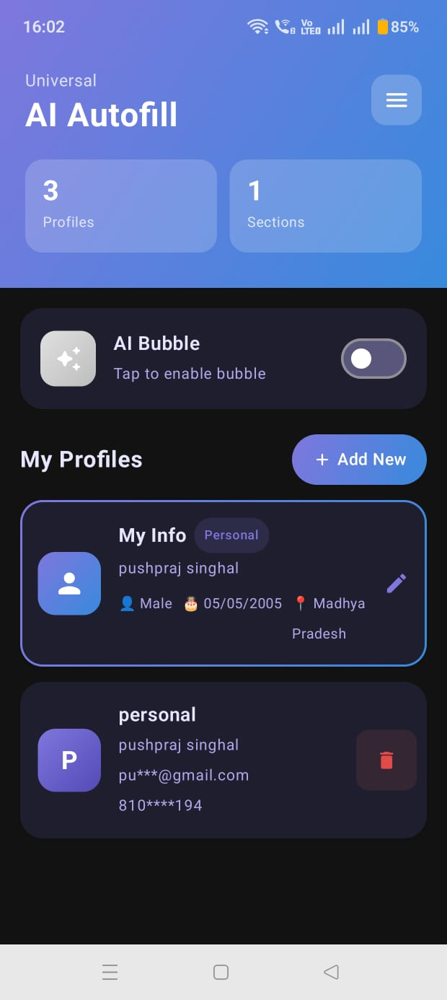 16:02
Vo
LTE
85%
Universal
AI Autofill
3
Profiles
1
Sections
AI Bubble
Tap to enable bubble
My Profiles
+ Add New
My Info Personal
pushpraj singhal
👤 Male 🎂 05/05/2005 📍 Madhya
Pradesh
P
personal
pushpraj singhal
pu***@gmail.com
810****194